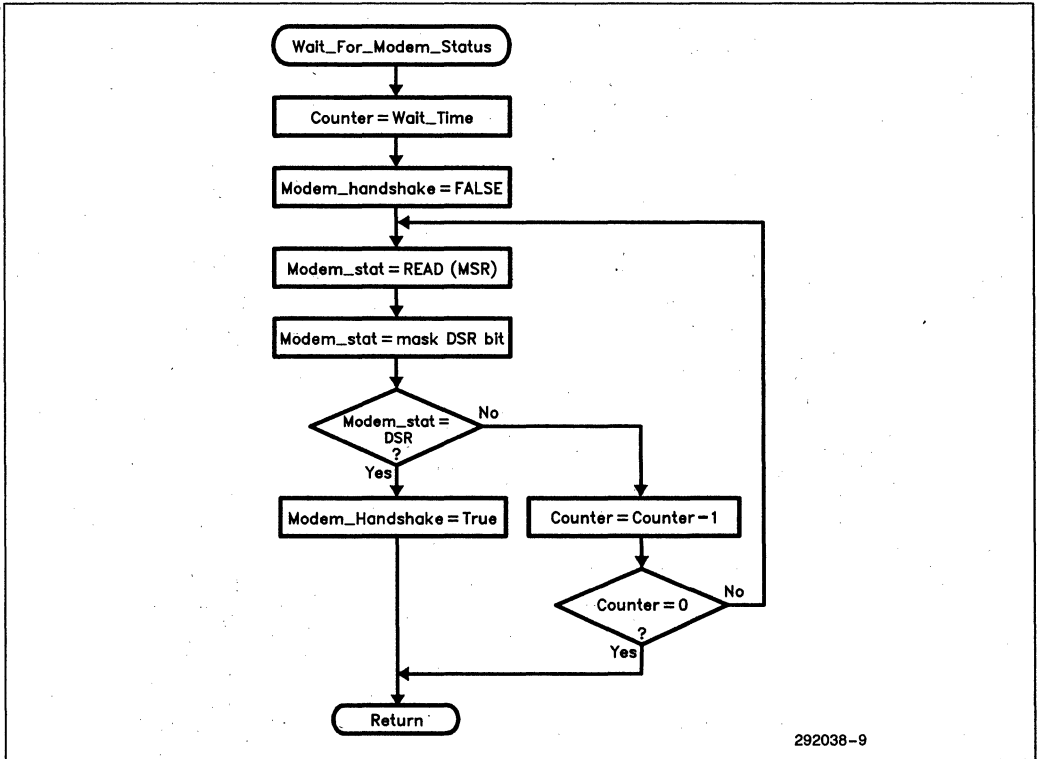 Wait_For_Modem_Status
Counter = Wait_Time
Modem_handshake = FALSE
Modem_stat = READ (MSR)
Modem_stat = mask DSR bit
Modem_stat =
DSR
?
No
Yes
Modem_Handshake = True
Counter = Counter - 1
Counter = 0
?
No
Yes
Return
292038-9